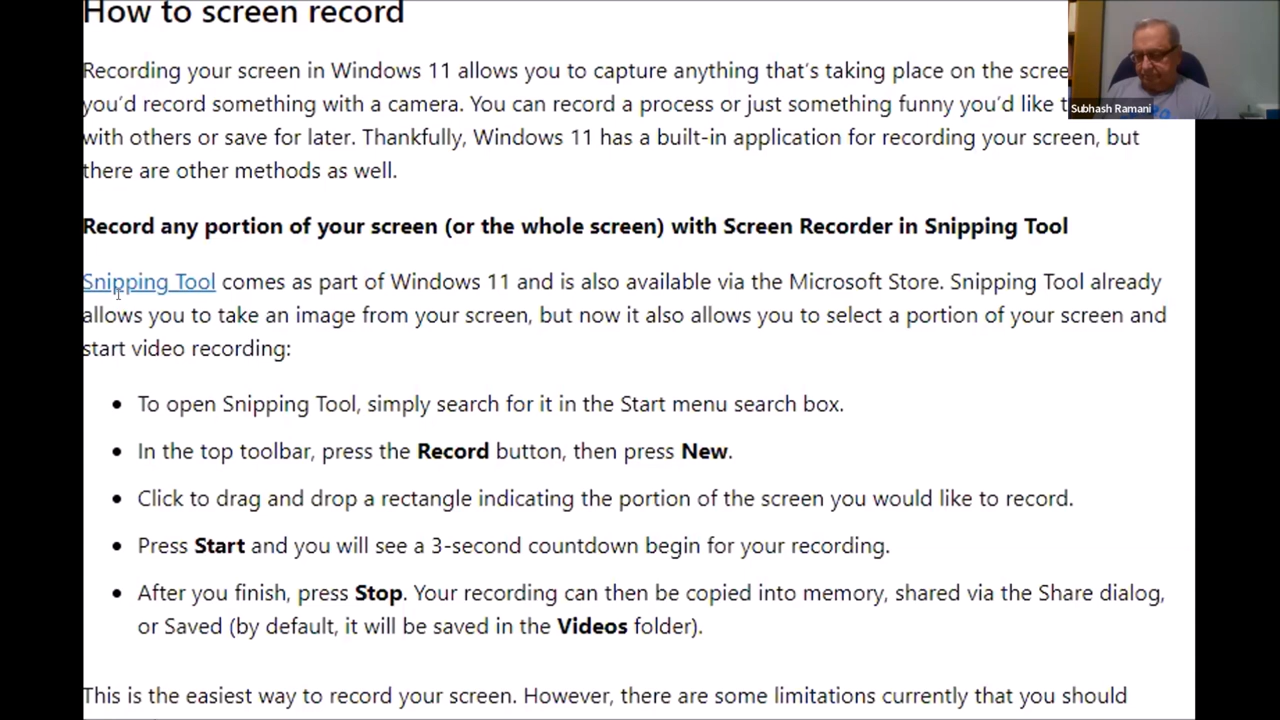 How to screen record
Recording your screen in Windows 11 allows you to capture anything that's taking place on the scree
you'd record something with a camera. You can record a process or just something funny you'd like t
Subhash Ramani
with others or save for later. Thankfully, Windows 11 has a built-in application for recording your screen, but
there are other methods as well.
Record any portion of your screen (or the whole screen) with Screen Recorder in Snipping Tool
Snipping Tool comes as part of Windows 11 and is also available via the Microsoft Store. Snipping Tool already
allows you to take an image from your screen, but now it also allows you to select a portion of your screen and
start video recording:
• To open Snipping Tool, simply search for it in the Start menu search box.
• In the top toolbar, press the Record button, then press New.
• Click to drag and drop a rectangle indicating the portion of the screen you would like to record.
• Press Start and you will see a 3-second countdown begin for your recording.
• After you finish, press Stop. Your recording can then be copied into memory, shared via the Share dialog,
or Saved (by default, it will be saved in the Videos folder).
This is the easiest way to record your screen. However, there are some limitations currently that you should